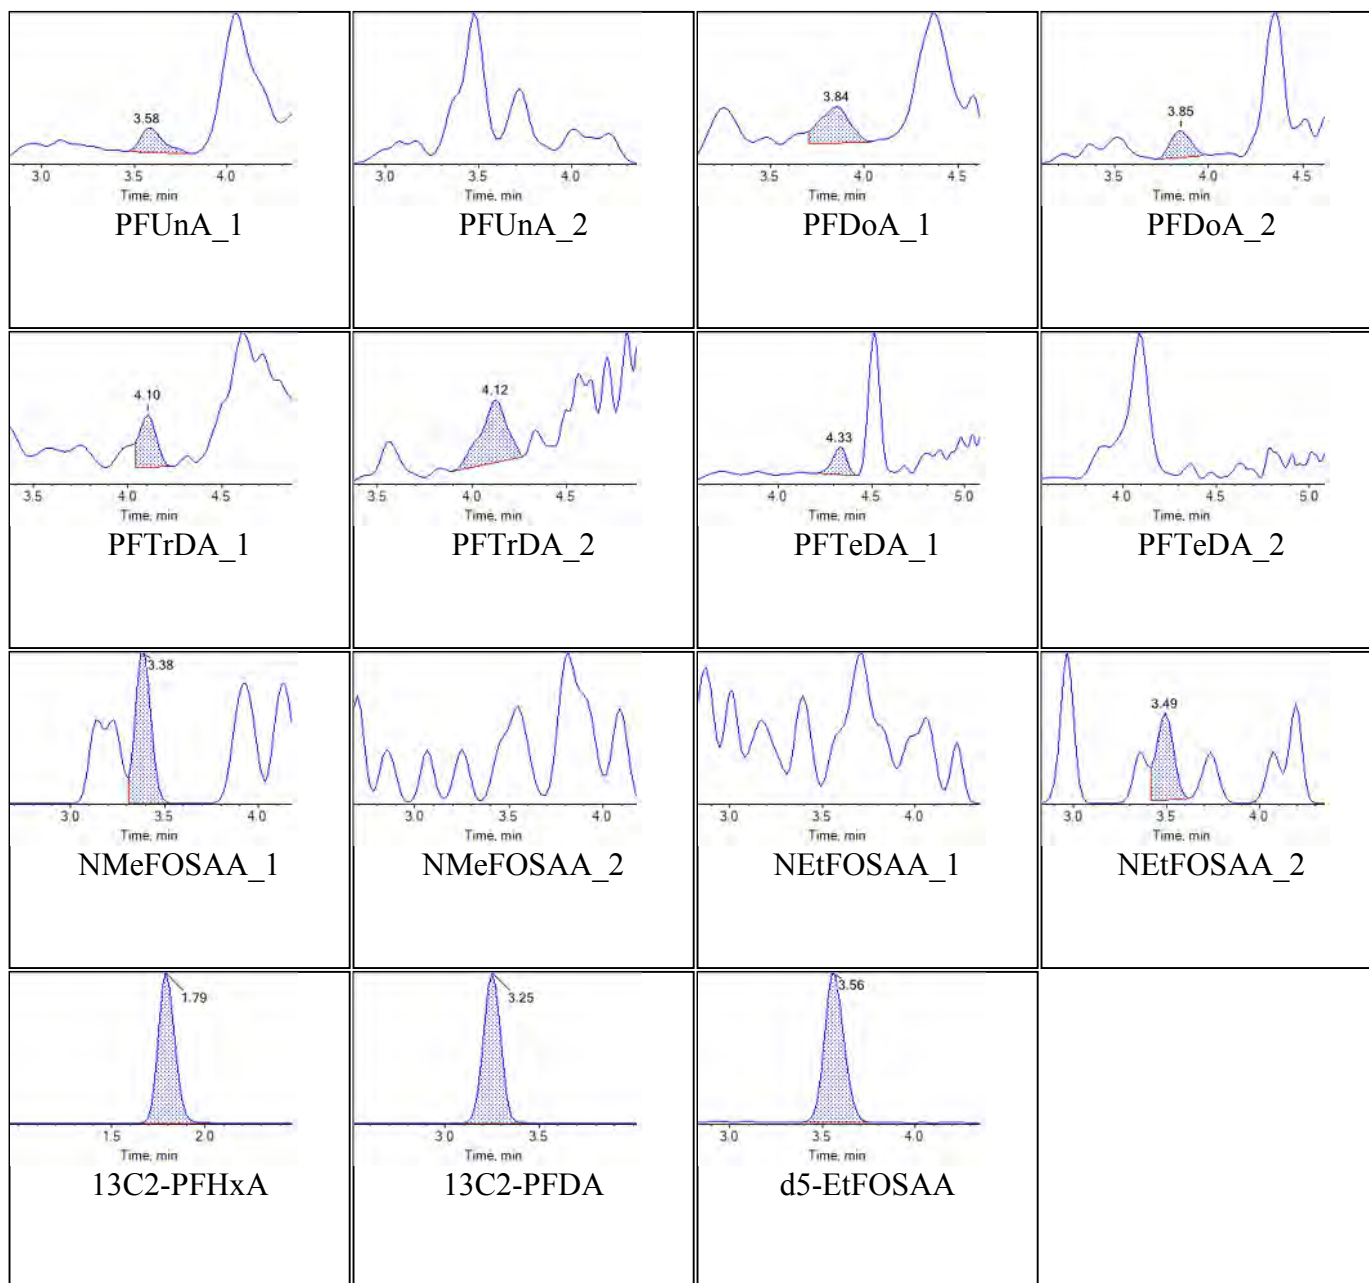 3.58
3.0 3.5 4.0
Time, min
PFUnA_1
3.0 3.5 4.0
Time, min
PFUnA_2
3.84
3.5 4.0 4.5
Time, min
PFDoA_1
3.85
3.5 4.0 4.5
Time, min
PFDoA_2
4.10
3.5 4.0 4.5
Time, min
PFTrDA_1
4.12
3.5 4.0 4.5
Time, min
PFTrDA_2
4.33
4.0 4.5 5.0
Time, min
PFTeDA_1
4.0 4.5 5.0
Time, min
PFTeDA_2
3.38
3.0 3.5 4.0
Time, min
NMeFOSAA_1
3.0 3.5 4.0
Time, min
NMeFOSAA_2
3.0 3.5 4.0
Time, min
NEtFOSAA_1
3.49
3.0 3.5 4.0
Time, min
NEtFOSAA_2
1.79
1.5 2.0
Time, min
13C2-PFHxA
3.25
3.0 3.5
Time, min
13C2-PFDA
3.56
3.0 3.5 4.0
Time, min
d5-EtFOSAA